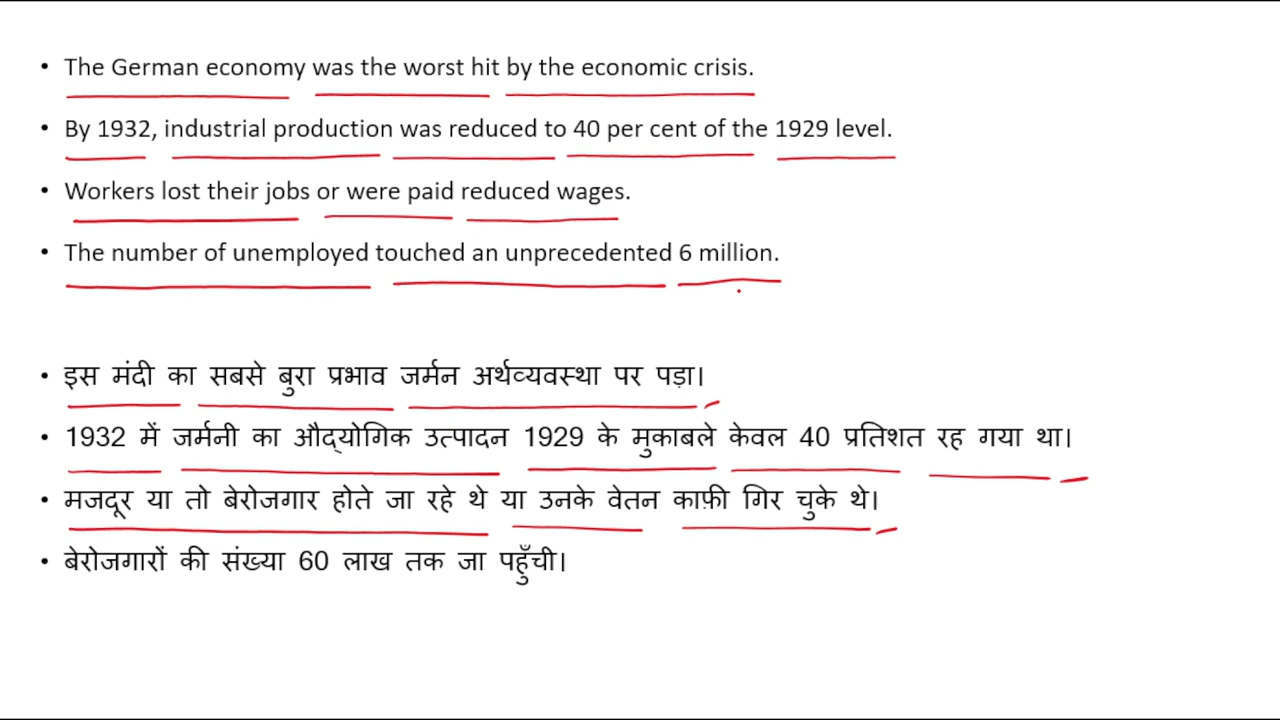 • The German economy was the worst hit by the economic crisis.
• By 1932, industrial production was reduced to 40 per cent of the 1929 level.
• Workers lost their jobs or were paid reduced wages.
• The number of unemployed touched an unprecedented 6 million.
• इस मंदी का सबसे बुरा प्रभाव जर्मन अर्थव्यवस्था पर पड़ा।
• 1932 में जर्मनी का औद्योगिक उत्पादन 1929 के मुकाबले केवल 40 प्रतिशत रह गया था।
• मजदूर या तो बेरोजगार होते जा रहे थे या उनके वेतन काफ़ी गिर चुके थे।
• बेरोजगारों की संख्या 60 लाख तक जा पहुँची।